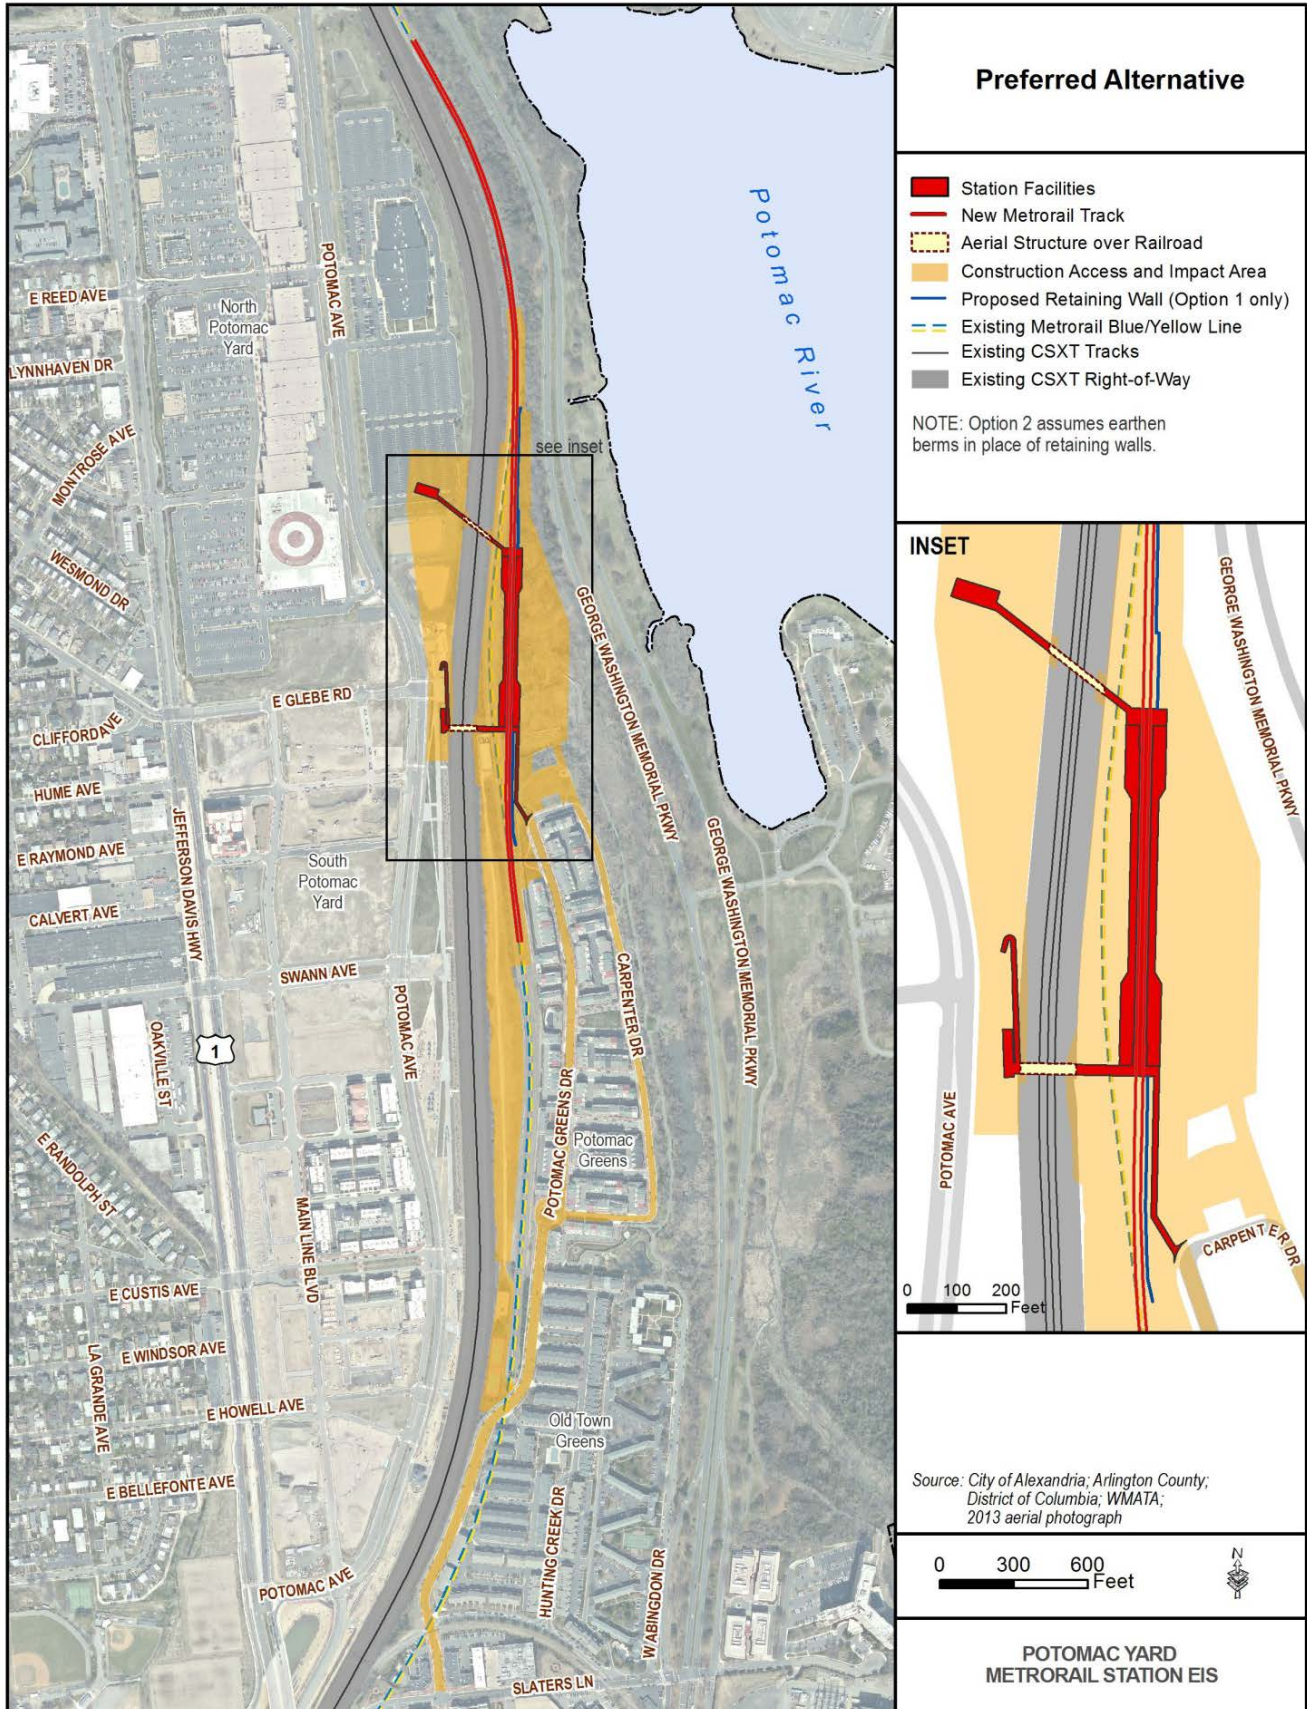 Preferred Alternative
Station Facilities
New Metrorail Track
Aerial Structure over Railroad
Construction Access and Impact Area
Proposed Retaining Wall (Option 1 only)
Existing Metrorail Blue/Yellow Line
Existing CSXT Tracks
Existing CSXT Right-of-Way
NOTE: Option 2 assumes earthen
berms in place of retaining walls.
Potomac River
E REED AVE
North
Potomac
Yard
POTOMAC AVE
LYNNHAVEN DR
MONTROSE AVE
see inset
WESMOND DR
GEORGE WASHINGTON MEMORIAL PKWY
E GLEBE RD
CLIFFORD AVE
HUME AVE
JEFFERSON DAVIS HWY
E RAYMOND AVE
South
Potomac
Yard
GEORGE WASHINGTON MEMORIAL PKWY
CALVERT AVE
SWANN AVE
CARPENTER DR
POTOMAC AVE
OAKVILLE ST
1
POTOMAC GREENS DR
E RANDOLPH ST
Potomac
Greens
MAIN LINE BLVD
E CUSTIS AVE
LA GRANDE AVE
E WINDSOR AVE
E HOWELL AVE
Old Town
Greens
E BELLEFONTE AVE
HUNTING CREEK DR
W ABINGDON DR
POTOMAC AVE
SLATERS LN
INSET
GEORGE WASHINGTON MEMORIAL PKWY
POTOMAC AVE
CARPENTER DR
0 100 200
Feet
Source: City of Alexandria; Arlington County;
District of Columbia; WMATA;
2013 aerial photograph
0 300 600
Feet
N
POTOMAC YARD
METRORAIL STATION EIS